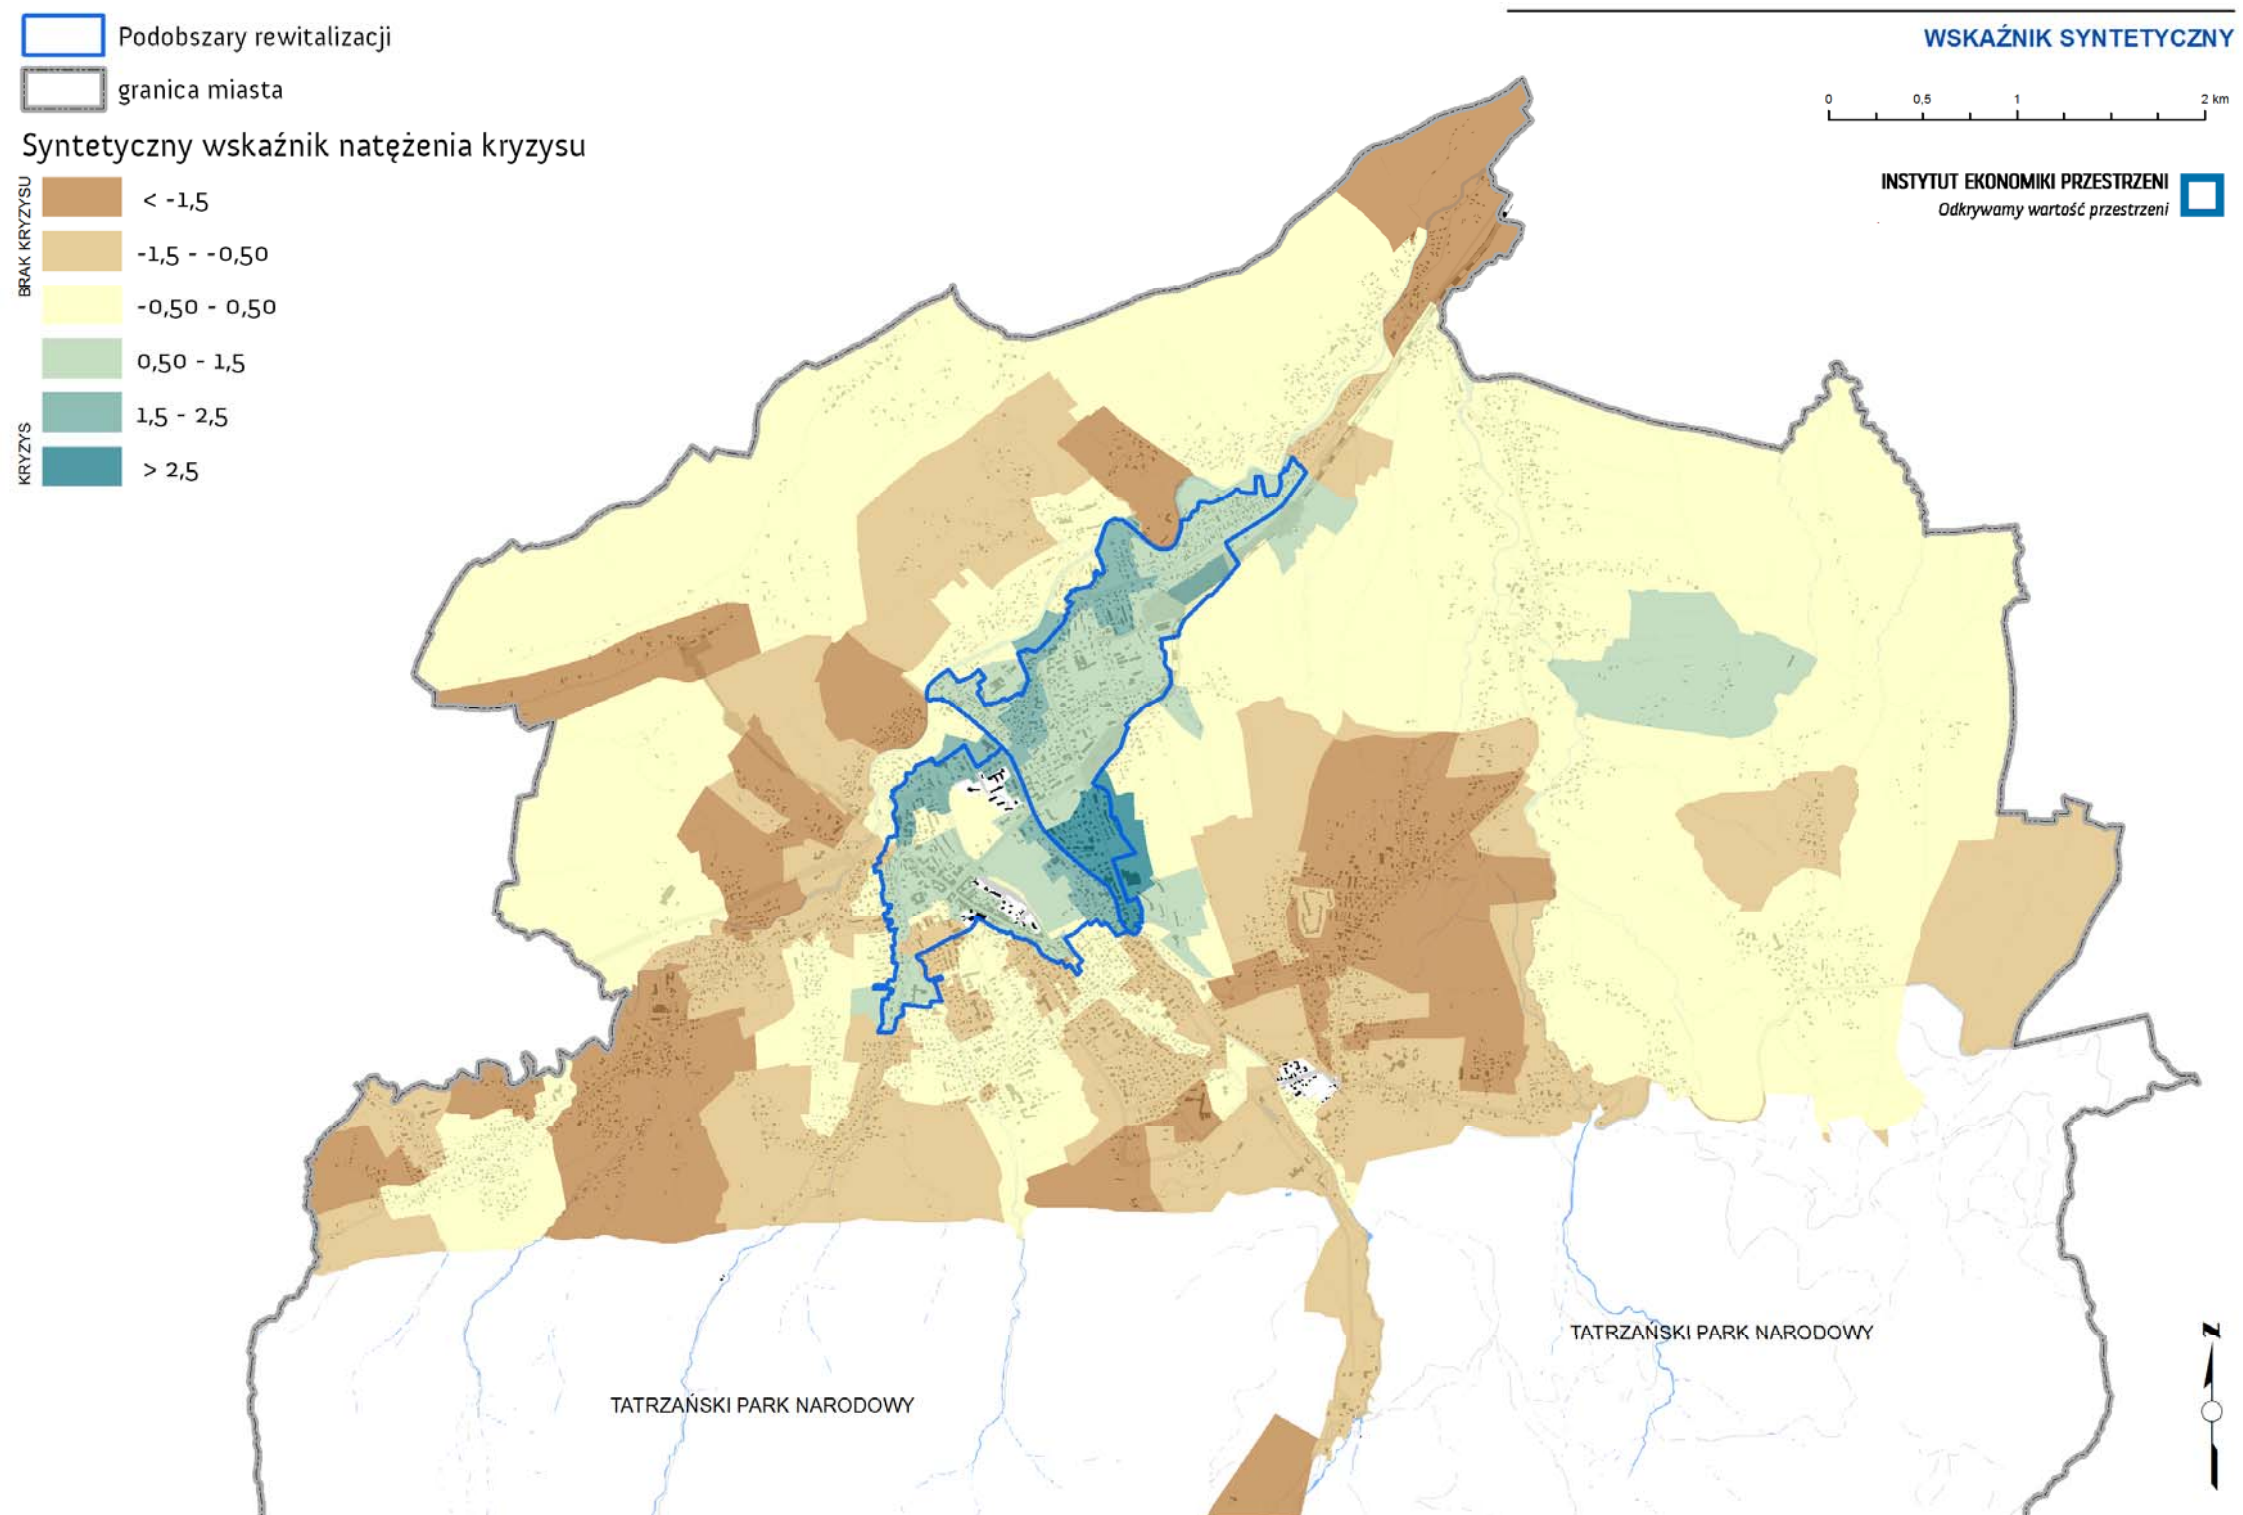 Podobszary rewitalizacji
granica miasta
Syntetyczny wskaźnik natężenia kryzysu
BRAK KRYZYSU
< -1,5
-1,5 - -0,50
-0,50 - 0,50
0,50 - 1,5
1,5 - 2,5
KRYZYS
> 2,5
WSKAŹNIK SYNTETYCZNY
0 0,5 1 2 km
INSTYTUT EKONOMIKI PRZESTRZENI
Odkrywamy wartość przestrzeni
TATRZAŃSKI PARK NARODOWY
TATRZAŃSKI PARK NARODOWY
N